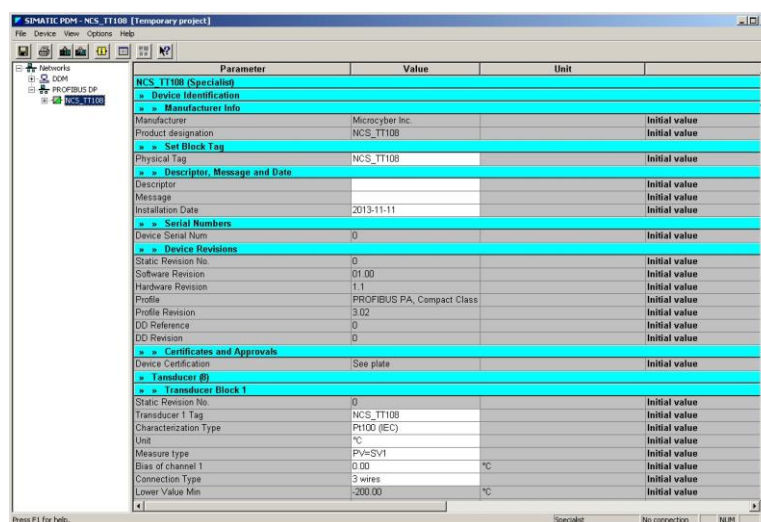 SIMATIC PDM - NCS_TT108 [Temporary project]
File Device View Options Help
Networks
DDM
PROFIBUS DP
NCS_TT108
Parameter Value Unit
NCS_TT108 (Specialist)
» Device Identification
» » Manufacturer Info
Manufacturer Microcyber Inc. Initial value
Product designation NCS_TT108 Initial value
» » Set Block Tag
Physical Tag NCS_TT108 Initial value
» » Descriptor, Message and Date
Descriptor Initial value
Message Initial value
Installation Date 2013-11-11 Initial value
» » Serial Numbers
Device Serial Num 0 Initial value
» » Device Revisions
Static Revision No. 0 Initial value
Software Revision 01.00 Initial value
Hardware Revision 1.1 Initial value
Profile PROFIBUS PA, Compact Class Initial value
Profile Revision 3.02 Initial value
DD Reference 0 Initial value
DD Revision 0 Initial value
» » Certificates and Approvals
Device Certification See plate Initial value
» Tansducer (8)
» » Transducer Block 1
Static Revision No. 0 Initial value
Transducer 1 Tag NCS_TT108 Initial value
Characterization Type Pt100 (IEC) Initial value
Unit °C Initial value
Measure type PV=SV1 Initial value
Bias of channel 1 0.00 °C Initial value
Connection Type 3 wires Initial value
Lower Value Min -200.00 °C Initial value
Press F1 for help. Specialist No connection NUM